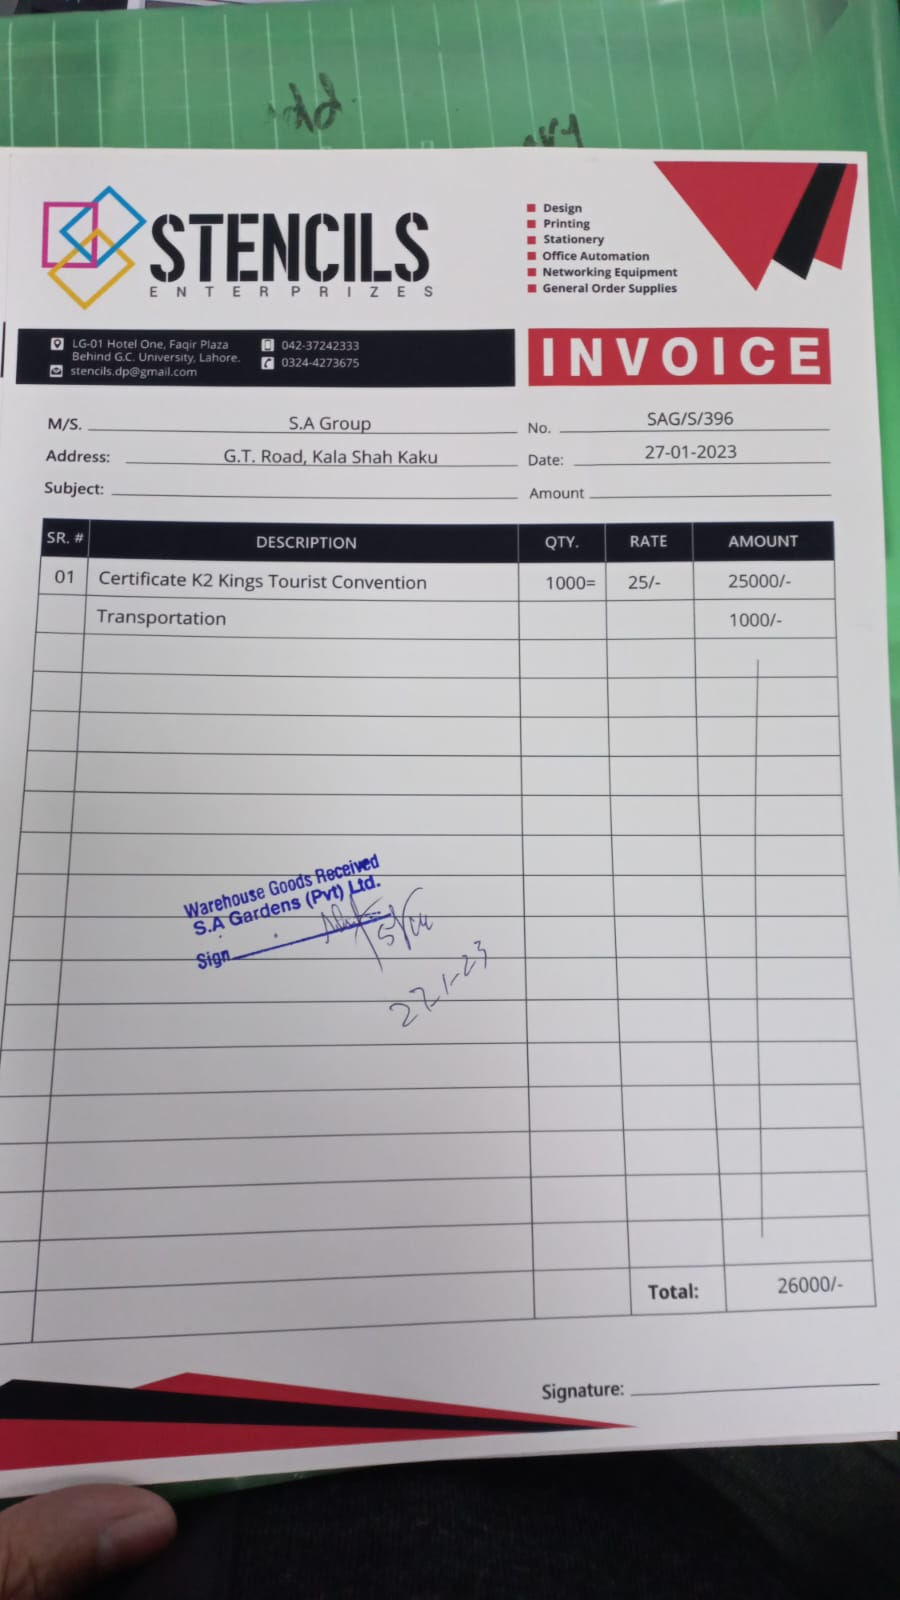 STENCILS
ENTERPRIZES
Design
Printing
Stationery
Office Automation
Networking Equipment
General Order Supplies
LG-01 Hotel One, Faqir Plaza
Behind G.C. University, Lahore.
stencils.dp@gmail.com
042-37242333
0324-4273675
INVOICE
M/S. S.A Group
No. SAG/S/396
Address: G.T. Road, Kala Shah Kaku
Date: 27-01-2023
Subject:
Amount
SR. # DESCRIPTION QTY. RATE AMOUNT
01 Certificate K2 Kings Tourist Convention 1000= 25/- 25000/-
Transportation 1000/-
Warehouse Goods Received
S.A Gardens (Pvt) Ltd.
Sign
27-1-23
Total: 26000/-
Signature: